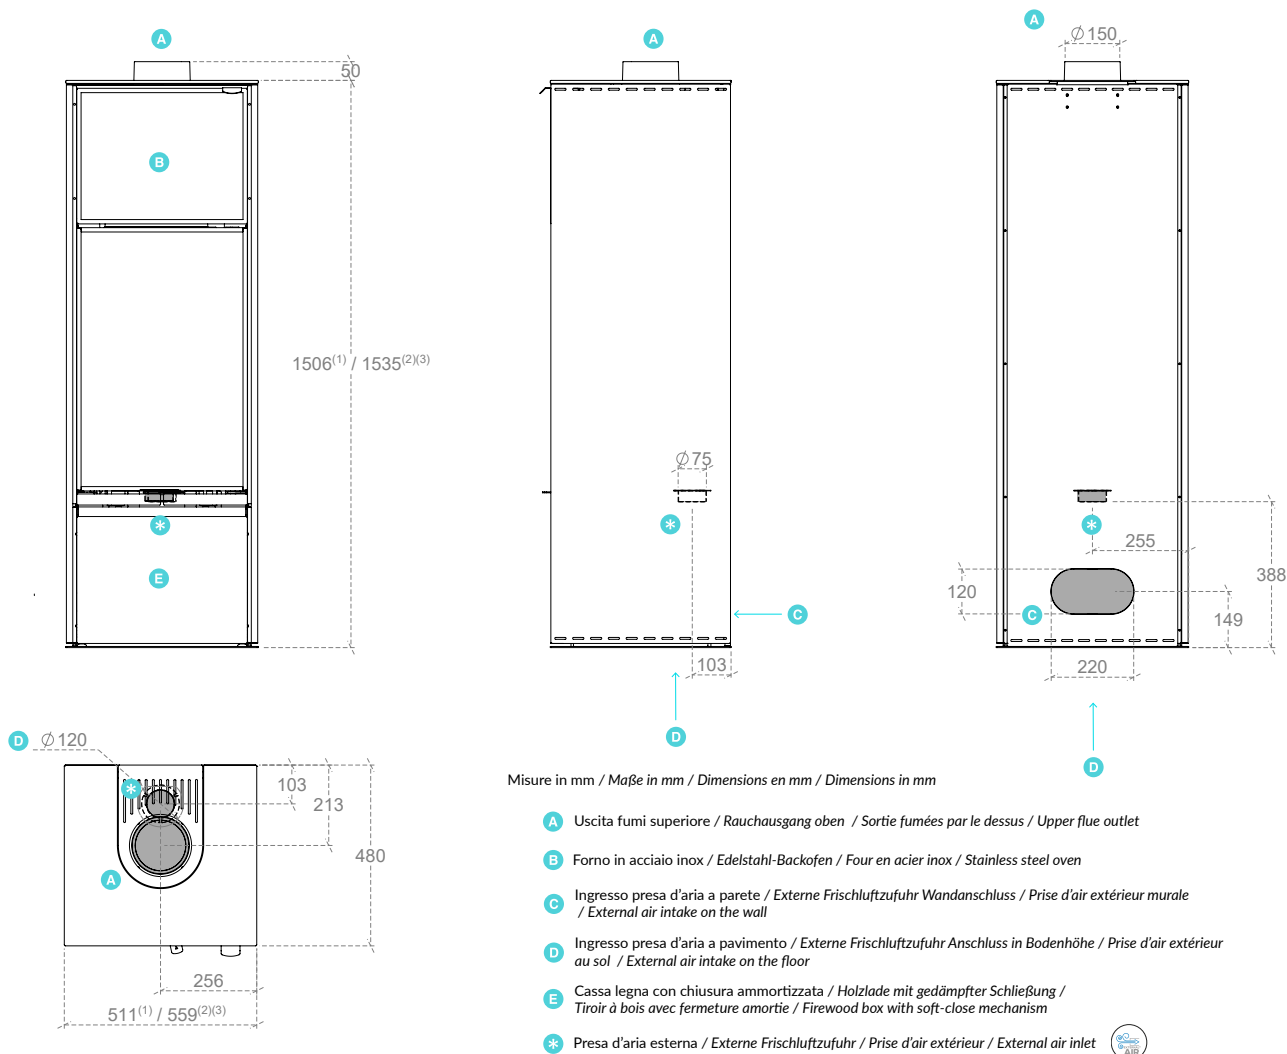 A
A
A
Ø 150
50
B
1506(1) / 1535(2)(3)
Ø 75
*
*
*
255
388
E
120
C
C
149
103
220
D
D
D
Ø 120
*
103
213
480
A
256
511(1) / 559(2)(3)
Misure in mm / Maße in mm / Dimensions en mm / Dimensions in mm
A Uscita fumi superiore / Rauchausgang oben / Sortie fumées par le dessus / Upper flue outlet
B Forno in acciaio inox / Edelstahl-Backofen / Four en acier inox / Stainless steel oven
C Ingresso presa d'aria a parete / Externe Frischluftzufuhr Wandanschluss / Prise d'air extérieur murale
/ External air intake on the wall
D Ingresso presa d'aria a pavimento / Externe Frischluftzufuhr Anschluss in Bodenhöhe / Prise d'air extérieur
au sol / External air intake on the floor
E Cassa legna con chiusura ammortizzata / Holzlade mit gedämpfter Schließung /
Tiroir à bois avec fermeture amortie / Firewood box with soft-close mechanism
* Presa d'aria esterna / Externe Frischluftzufuhr / Prise d'air extérieur / External air inlet
AIR